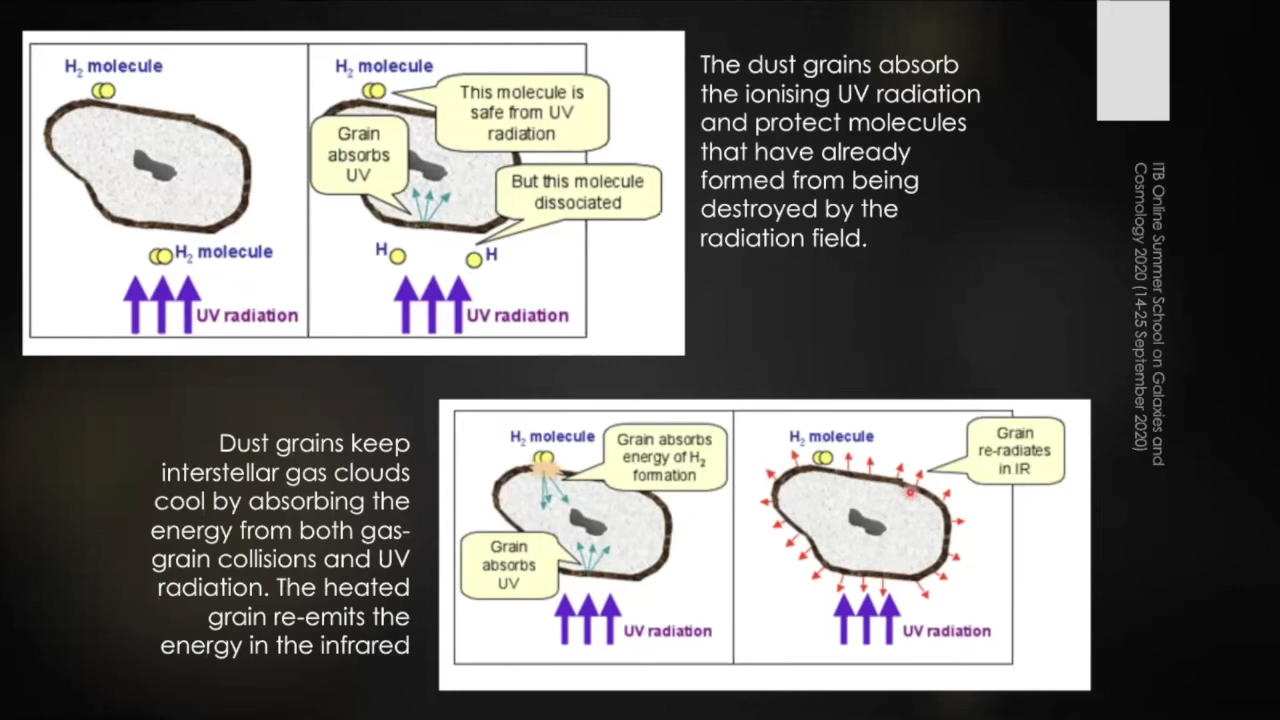 H₂ molecule
H₂ molecule
UV radiation
H₂ molecule
This molecule is
safe from UV
radiation
Grain
absorbs
UV
But this molecule
dissociated
H
H
UV radiation
The dust grains absorb
the ionising UV radiation
and protect molecules
that have already
formed from being
destroyed by the
radiation field.
ITB Online Summer School on Galaxies and
Cosmology 2020 (14-25 September 2020)
Dust grains keep
interstellar gas clouds
cool by absorbing the
energy from both gas-
grain collisions and UV
radiation. The heated
grain re-emits the
energy in the infrared
H₂ molecule
Grain absorbs
energy of H₂
formation
Grain
absorbs
UV
UV radiation
H₂ molecule
Grain
re-radiates
in IR
UV radiation